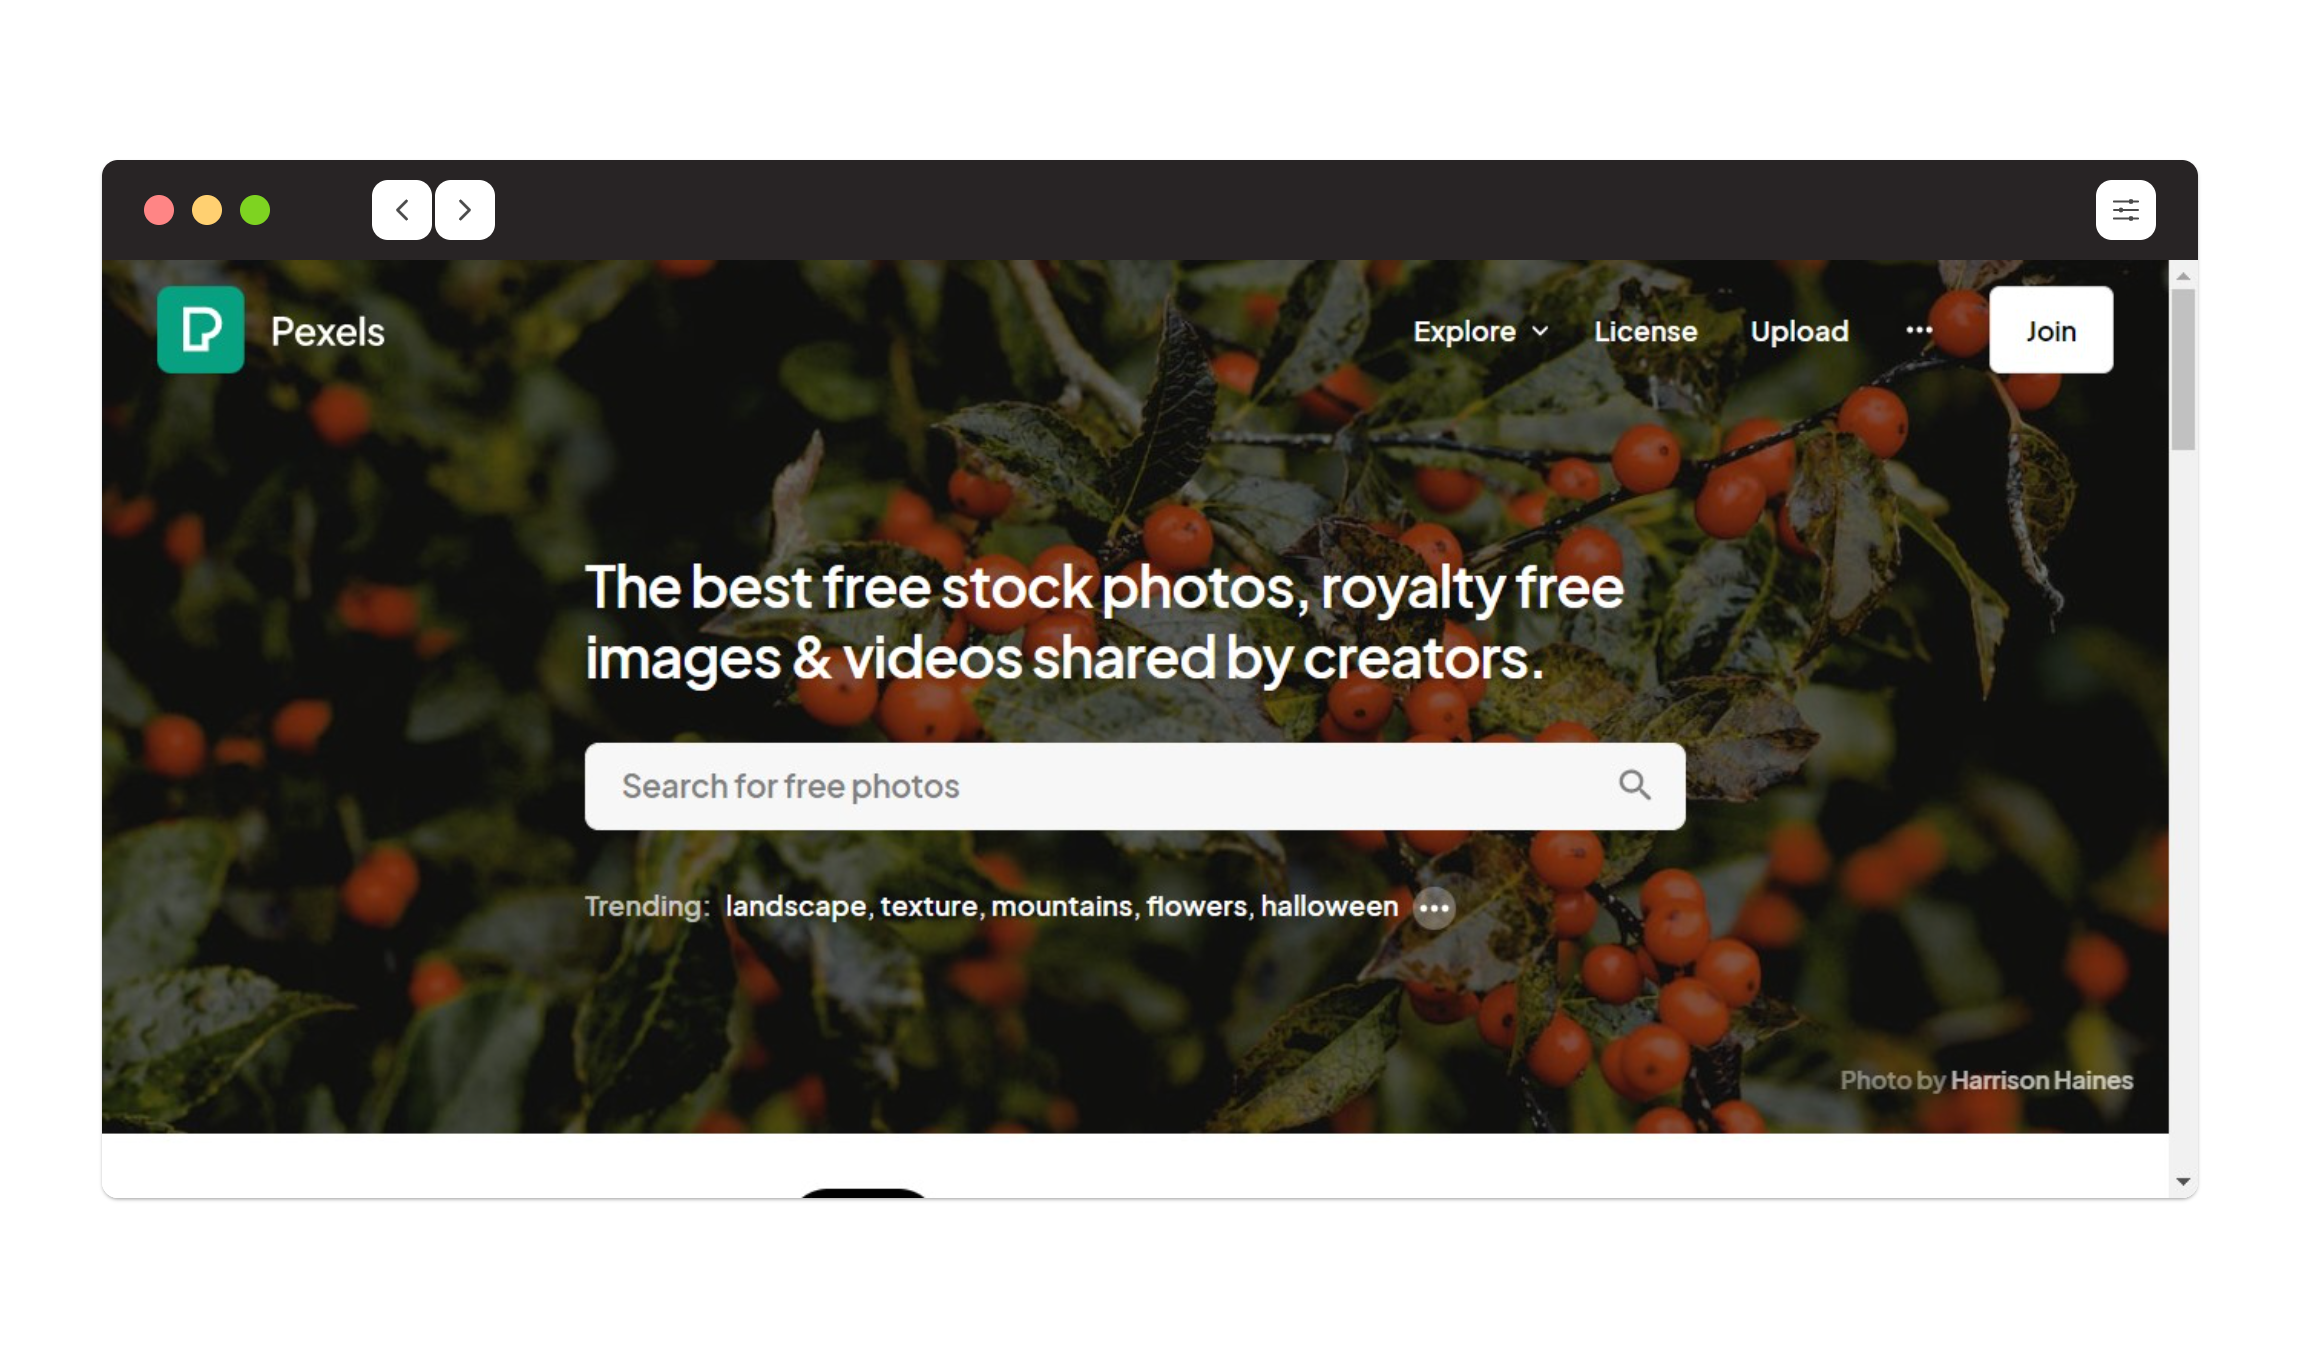 Pexels
Explore
License
Upload
Join
The best free stock photos, royalty free
images & videos shared by creators.
Search for free photos
Trending: landscape, texture, mountains, flowers, halloween
Photo by Harrison Haines